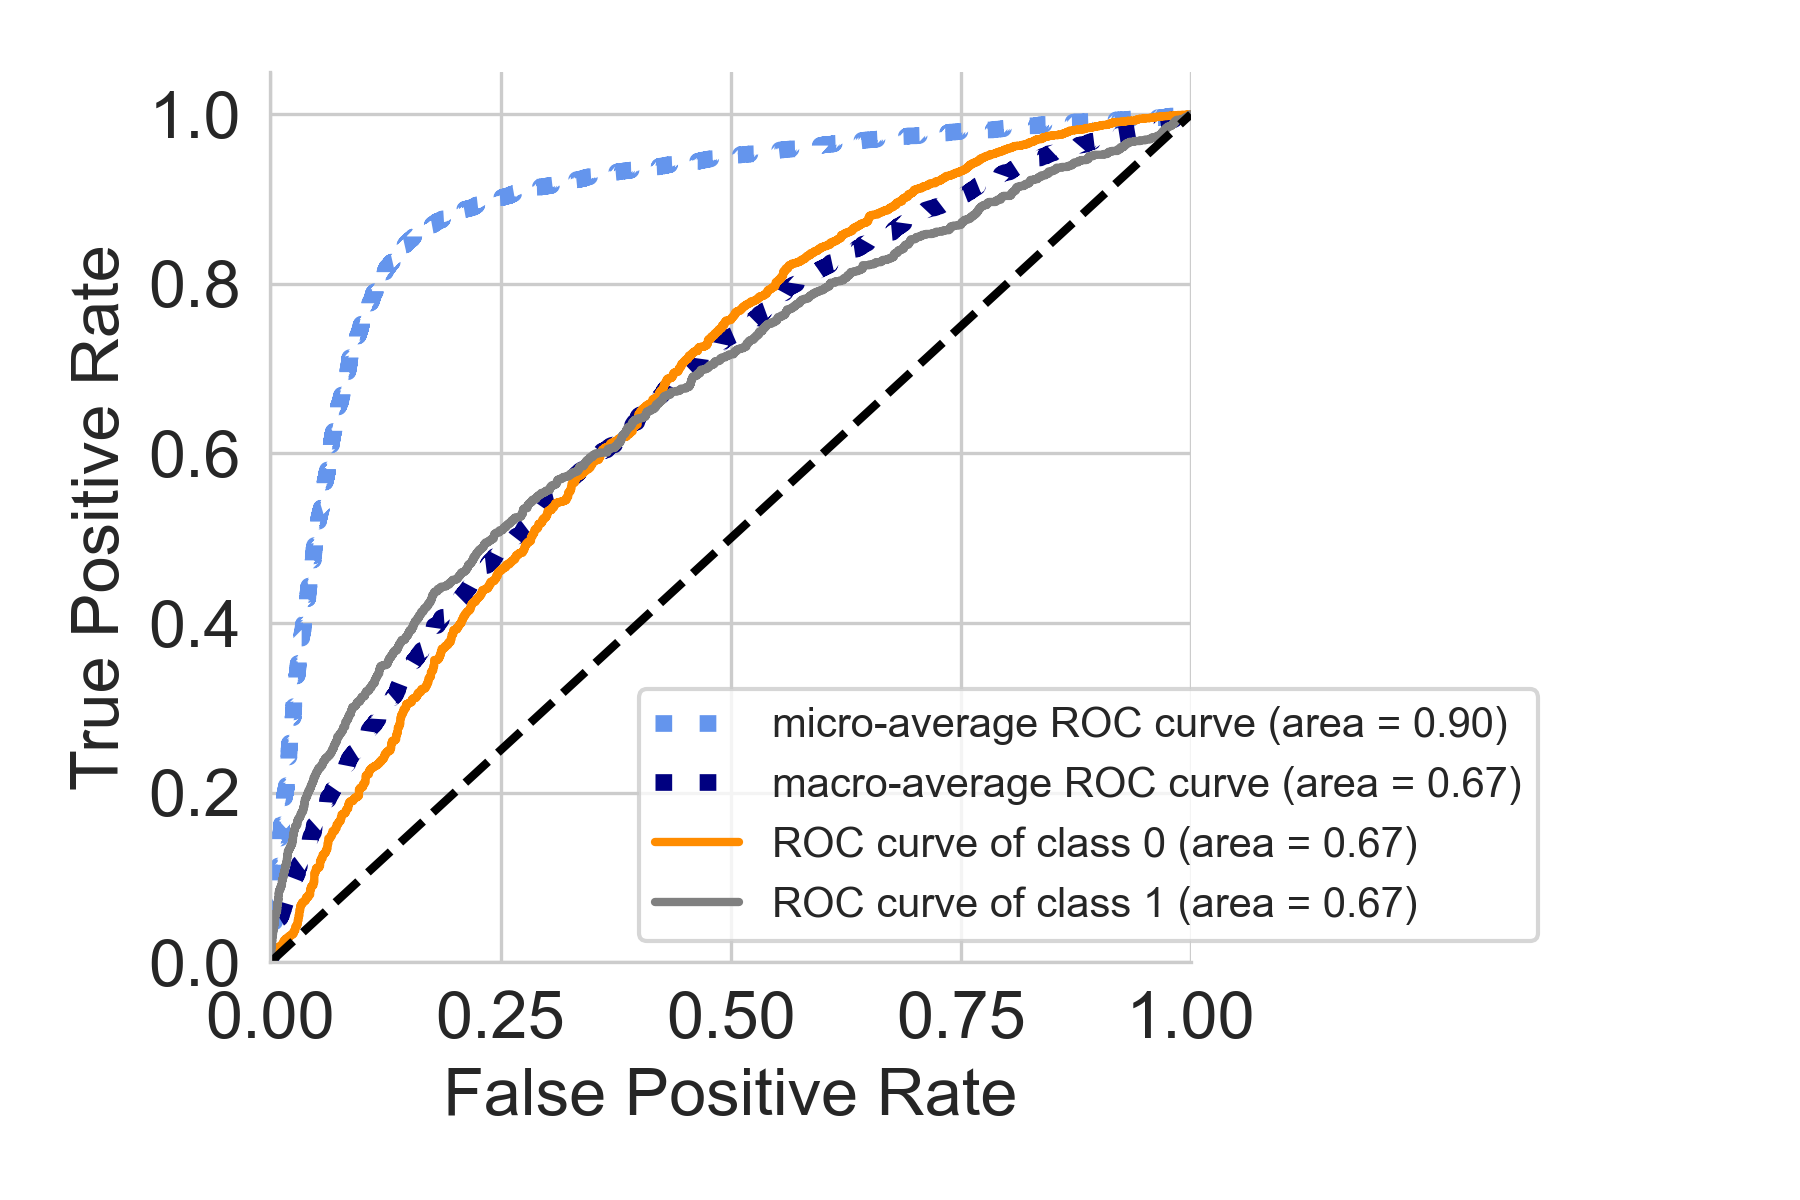 True Positive Rate
1.0
0.8
0.6
0.4
0.2
0.0
0.00 0.25 0.50 0.75 1.00
False Positive Rate
micro-average ROC curve (area = 0.90)
macro-average ROC curve (area = 0.67)
ROC curve of class 0 (area = 0.67)
ROC curve of class 1 (area = 0.67)